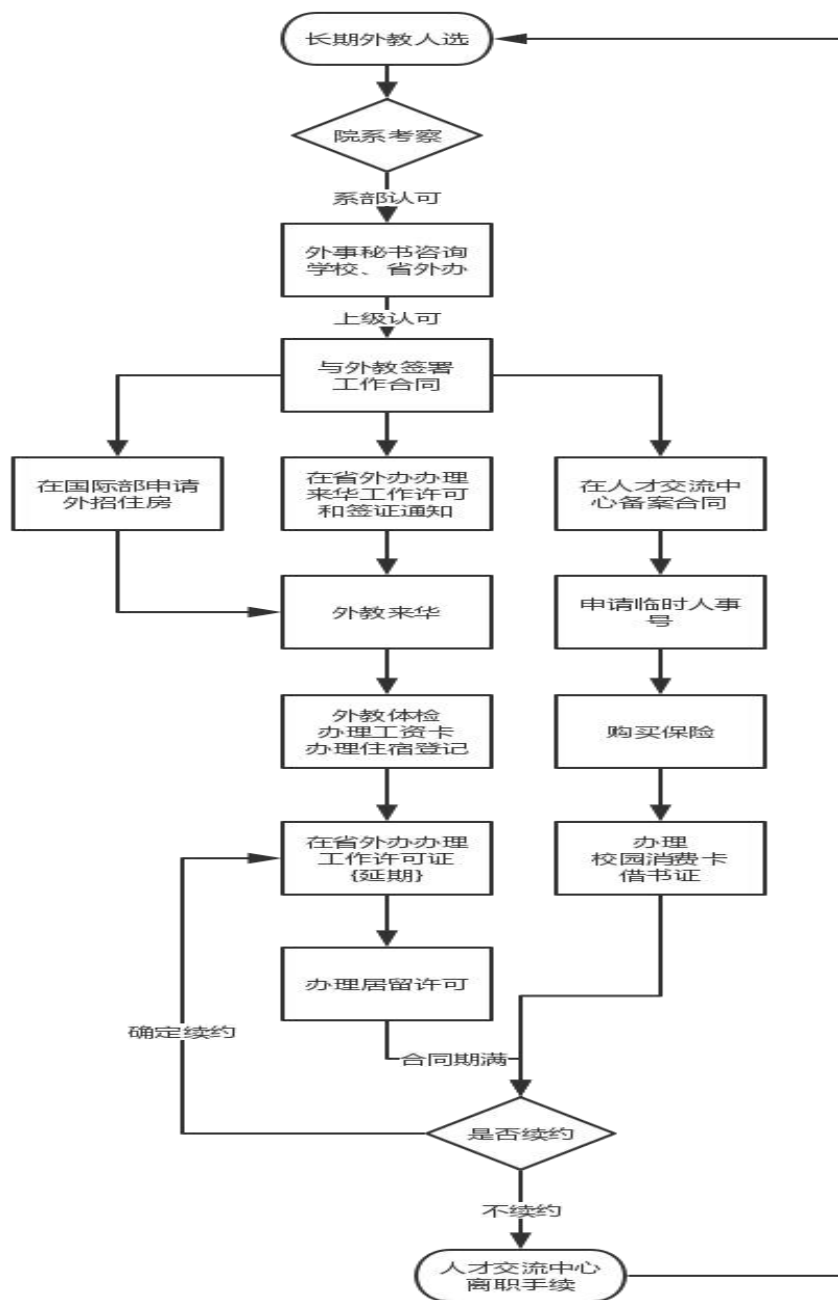 长期外教人选
院系考察
系部认可
外事秘书咨询
学校、省外办
上级认可
与外教签署
工作合同
在国际部申请
外招住房
在省外办办理
来华工作许可
和签证通知
在人才交流中
心备案合同
外教来华
申请临时人事
号
外教体检
办理工资卡
办理住宿登记
购买保险
在省外办办理
工作许可证
{延期}
办理
校园消费卡
借书证
办理居留许可
确定续约
合同期满
是否续约
不续约
人才交流中心
离职手续